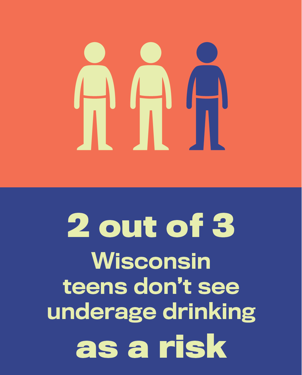 2 out of 3
Wisconsin
teens don't see
underage drinking
as a risk